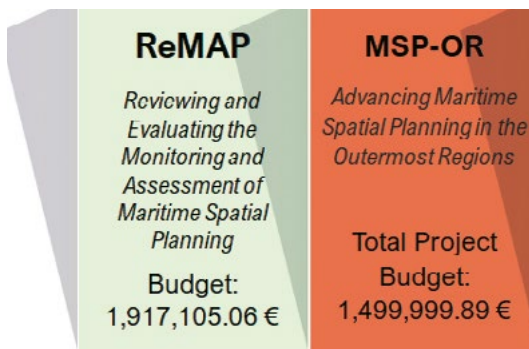 ReMAP
Reviewing and
Evaluating the
Monitoring and
Assessment of
Maritime Spatial
Planning
Budget:
1,917,105.06 €
MSP-OR
Advancing Maritime
Spatial Planning in the
Outermost Regions
Total Project
Budget:
1,499,999.89 €